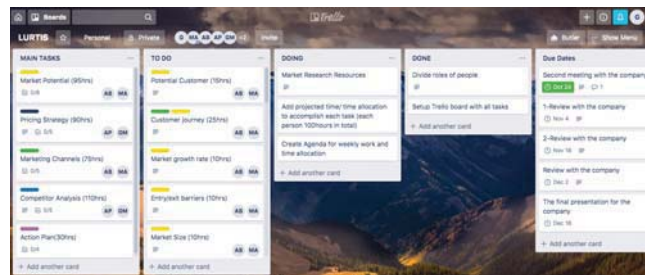 Boards
Trello
LURTIS
Personal
Private
G MA AB AP DM +2
Invite
Butler
Show Menu
MAIN TASKS
Market Potential (95hrs)
AB MA
Pricing Strategy (90hrs)
AP DM
Marketing Channels (75hrs)
AB MA
Competitor Analysis (110hrs)
AP DM
Action Plan(30hrs)
+ Add another card
TO DO
Potential Customer (15hrs)
AB MA
Customer journey (25hrs)
AB MA
Market growth rate (10hrs)
AB MA
Entry/exit barriers (10hrs)
AB MA
Market Size (10hrs)
AB MA
+ Add another card
DOING
Market Research Resources
Add projected time/ time allocation
to accomplish each task (each
person 100hours in total)
Create Agenda for weekly work and
time allocation
+ Add another card
DONE
Divide roles of people
Setup Trello board with all tasks
+ Add another card
Due Dates
Second meeting with the company
1
1-Review with the company
Nov 4
2-Review with the company
Nov 18
Review with the company
Dec 2
The final presentation for the
company
Dec 16
+ Add another card